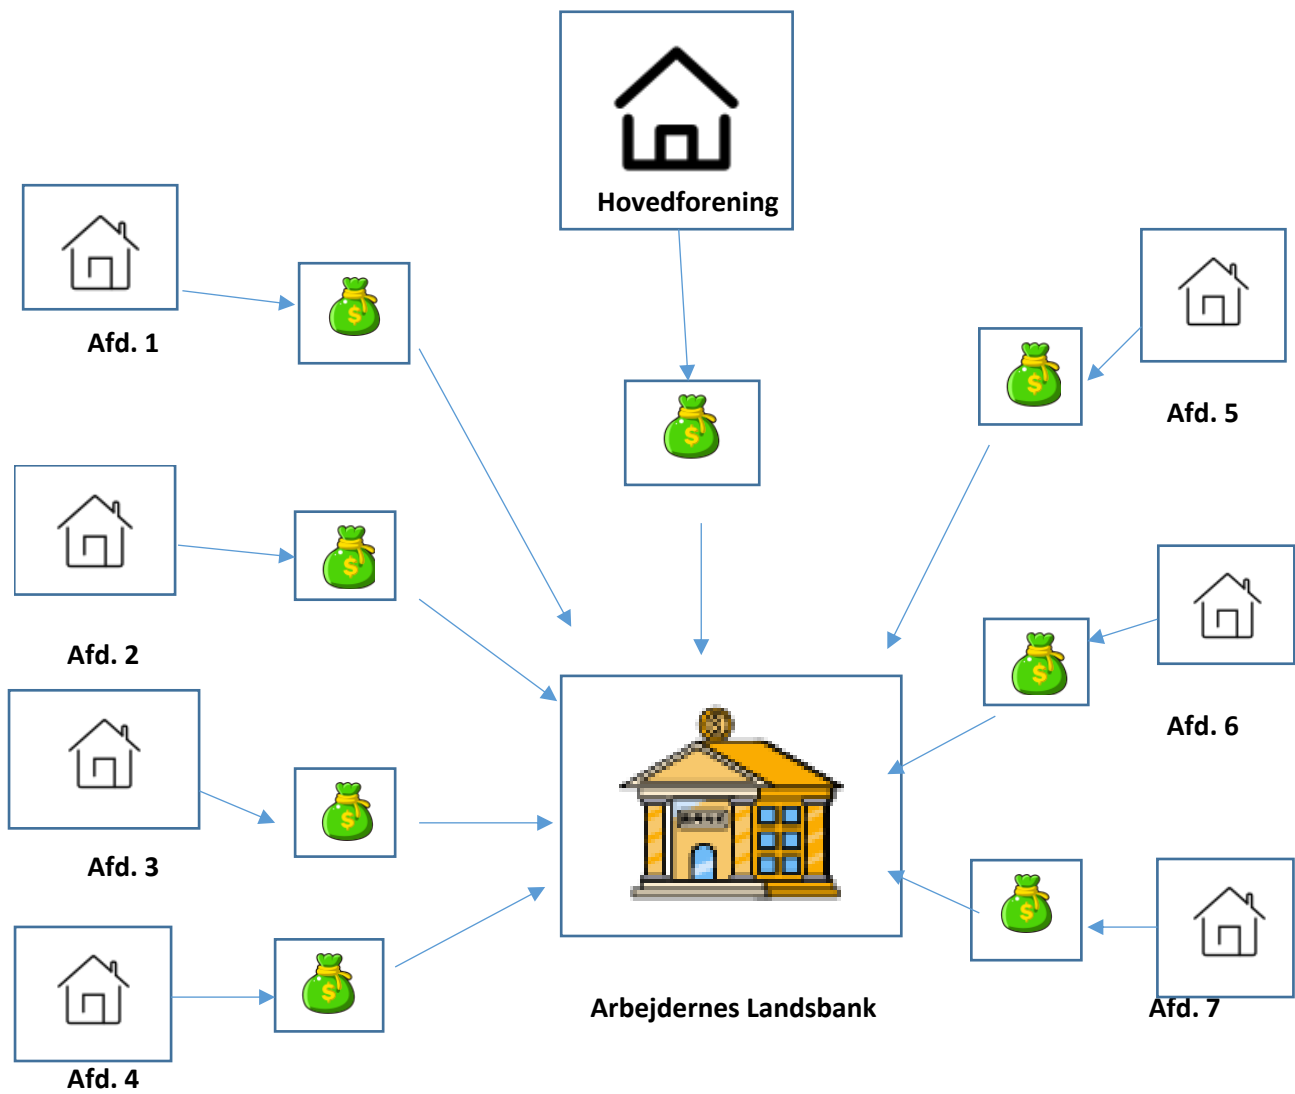 Hovedforening
Afd. 1
Afd. 5
Afd. 2
Afd. 6
Afd. 3
Arbejdernes Landsbank
Afd. 7
Afd. 4
$
$
$
$
$
$
$
$